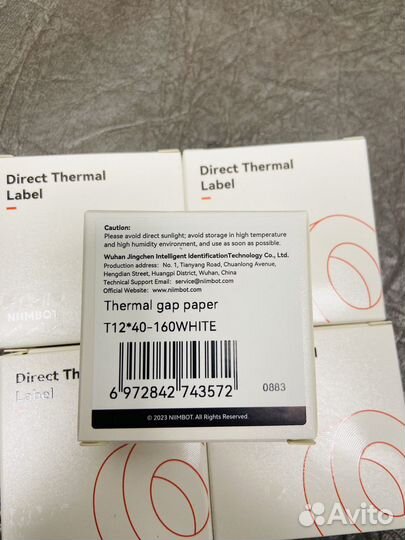 Direct Thermal
Label
Direct Thermal
Label
NIIMBOT
Caution:
Please avoid direct sunlight; avoid storage in high temperature
and high humidity environment, and use as soon as possible.
Wuhan Jingchen Intelligent IdentificationTechnology Co., Ltd.
Production address: No. 1, Tianyang Road, Chuanlong Avenue,
Hengdian Street, Huangpi District, Wuhan, China
Technical Support Email: service@niimbot.com
Official Website: www.niimbot.com
Thermal gap paper
T12*40-160WHITE
6 972842 743572
0883
© 2023 NIIMBOT. All Rights Reserved.
Direct Thermal
Label
Direct Thermal
Label
Avito